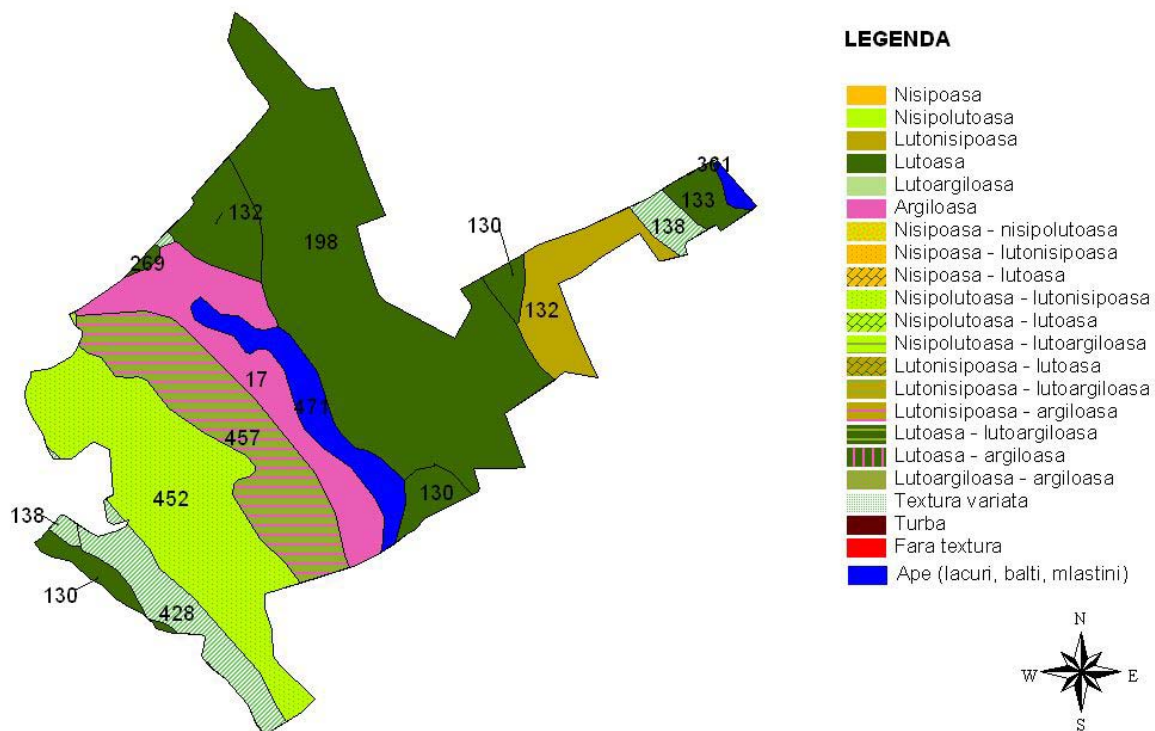 132
198
269
17
471
457
452
138
130
428
130
130
132
138
133
361
LEGENDA
Nisipoasa
Nisipolutoasa
Lutonisipoasa
Lutoasa
Lutoargiloasa
Argiloasa
Nisipoasa - nisipolutoasa
Nisipoasa - lutonisipoasa
Nisipoasa - lutoasa
Nisipolutoasa - lutonisipoasa
Nisipolutoasa - lutoasa
Nisipolutoasa - lutoargiloasa
Lutonisipoasa - lutoasa
Lutonisipoasa - lutoargiloasa
Lutonisipoasa - argiloasa
Lutoasa - lutoargiloasa
Lutoasa - argiloasa
Lutoargiloasa - argiloasa
Textura variata
Turba
Fara textura
Ape (lacuri, balti, mlastini)
N
W
E
S